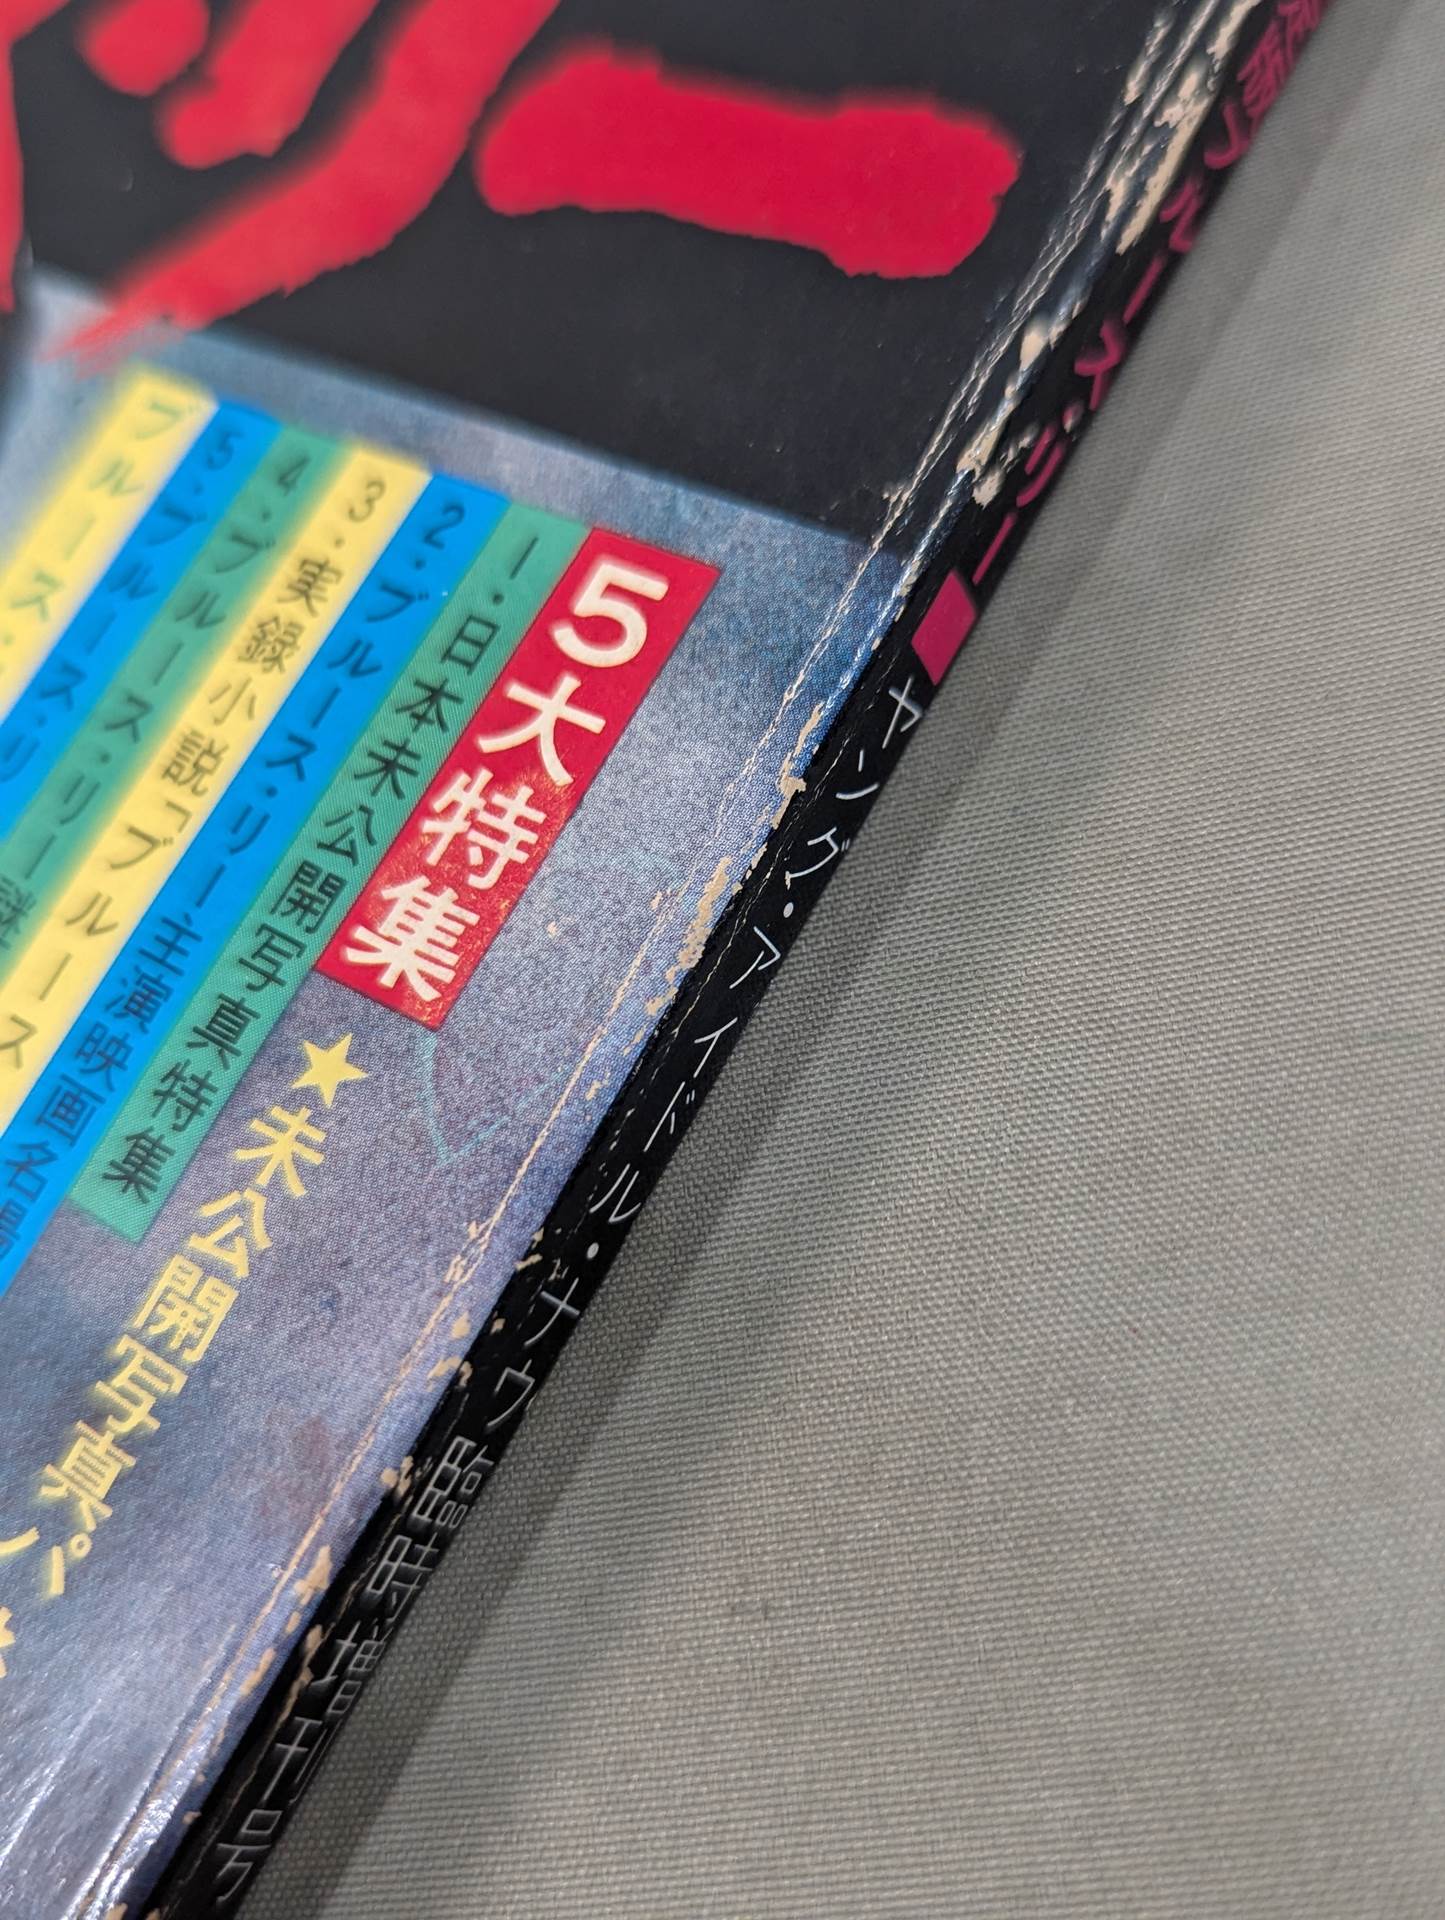 リー
5大特集
1・日本未公開写真特集
2・ブルース・リー主演映画名場
3・実録小説「ブルース
4・ブルース・リー謎
5・ブルース・リ
ブルース・
★未公開写真パ
ブルース・リー■ヤング・アイドル・ナウ臨時増刊号